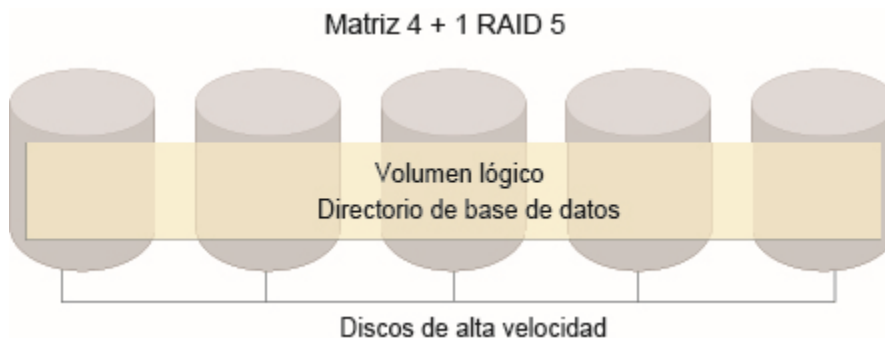 Matriz 4 + 1 RAID 5
Volumen lógico
Directorio de base de datos
Discos de alta velocidad